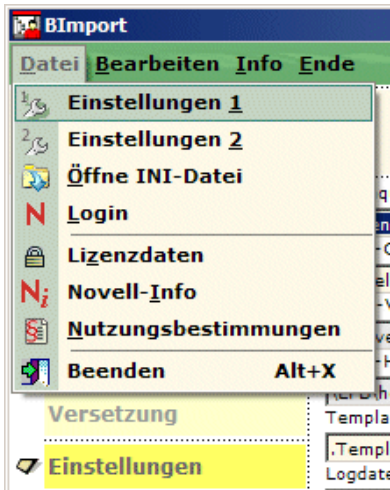 BImport
Datei Bearbeiten Info Ende
Einstellungen 1
Einstellungen 2
Öffne INI-Datei
Login
Lizenzdaten
Novell-Info
Nutzungsbestimmungen
Beenden Alt+X
Versetzung
Templa
.Templ
Einstellungen
Logdate